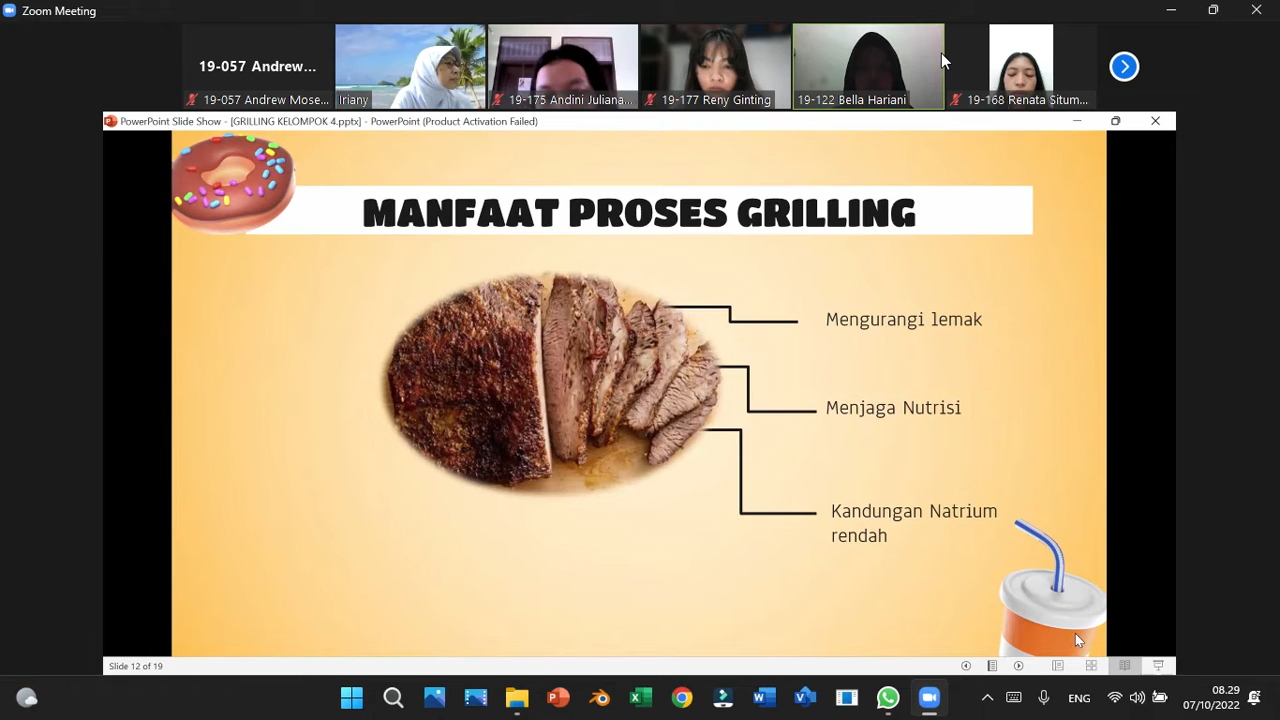 Zoom Meeting
19-057 Andrew...
19-057 Andrew Mose...
Iriany
19-175 Andini Juliana...
19-177 Reny Ginting
19-122 Bella Hariani
19-168 Renata Situm...
PowerPoint Slide Show - [GRILLING KELOMPOK 4.pptx] - PowerPoint (Product Activation Failed)
MANFAAT PROSES GRILLING
Mengurangi lemak
Menjaga Nutrisi
Kandungan Natrium
rendah
Slide 12 of 19
ENG
08.29
07/10/2022